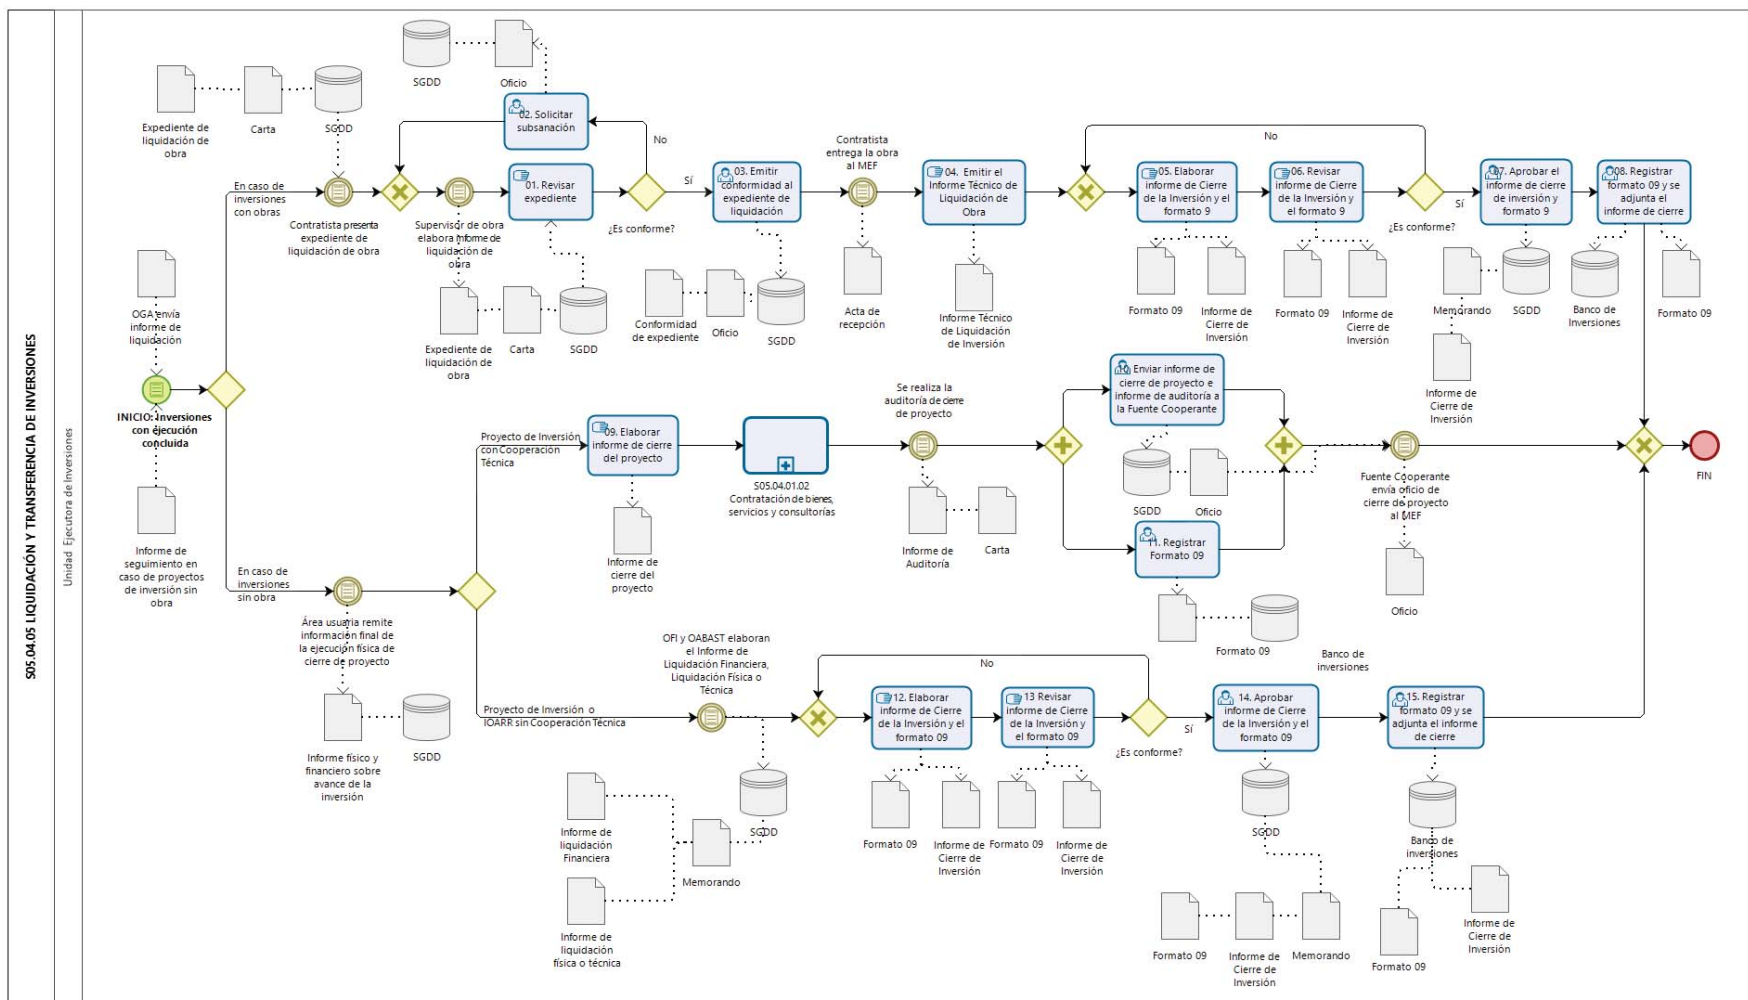 S05.04.05 LIQUIDACIÓN Y TRANSFERENCIA DE INVERSIONES
Unidad Ejecutora de Inversiones
OGA envía
informe de
liquidación
INICIO: Inversiones
con ejecución
concluida
Informe de
seguimiento en
caso de proyectos
de inversión sin
obra
En caso de
inversiones
con obras
Expediente de
liquidación de
obra
Carta
SGDD
Contratista presenta
expediente de
liquidación de obra
SGDD
Oficio
02. Solicitar
subsanación
No
Supervisor de obra
elabora informe de
liquidación de
obra
01. Revisar
expediente
¿Es conforme?
Sí
Expediente de
liquidación de
obra
Carta
SGDD
03. Emitir
conformidad al
expediente de
liquidación
Conformidad
de expediente
Oficio
SGDD
Contratista
entrega la obra
al MEF
Acta de
recepción
04. Emitir el
Informe Técnico de
Liquidación de
Obra
Informe Técnico
de Liquidación
de Inversión
No
05. Elaborar
informe de Cierre
de la Inversión y el
formato 9
Formato 09
Informe de
Cierre de
Inversión
06. Revisar
informe de Cierre
de la Inversión y
el formato 9
Formato 09
Informe de
Cierre de
Inversión
¿Es conforme?
Sí
07. Aprobar el
informe de cierre
de inversión y
formato 9
Memorando
SGDD
Informe de
Cierre de
Inversión
08. Registrar
formato 09 y se
adjunta el
informe de cierre
Banco de
Inversiones
Formato 09
En caso de
inversiones
sin obra
Área usuaria remite
información final de
la ejecución física de
cierre de proyecto
Informe físico y
financiero sobre
avance de la
inversión
SGDD
Proyecto de Inversión
con Cooperación
Técnica
09. Elaborar
informe de cierre
del proyecto
Informe de
cierre del
proyecto
S05.04.01.02
Contratación de bienes,
servicios y consultorías
Se realiza la
auditoría de cierre
de proyecto
Informe de
Auditoría
Carta
10. Enviar informe de
cierre de proyecto e
informe de auditoría a
la Fuente Cooperante
SGDD
Oficio
11. Registrar
Formato 09
Formato 09
Banco de
inversiones
Fuente Cooperante
envía oficio de
cierre de proyecto
al MEF
Oficio
FIN
Proyecto de Inversión o
IOARR sin Cooperación Técnica
OFI y OABAST elaboran
el Informe de
Liquidación Financiera,
Liquidación Física o
Técnica
SGDD
Memorando
Informe de
liquidación
Financiera
Informe de
liquidación
física o técnica
No
12. Elaborar
informe de Cierre
de la Inversión y el
formato 09
Formato 09
Informe de
Cierre de
Inversión
13 Revisar
informe de Cierre
de la Inversión y
el formato 09
Formato 09
Informe de
Cierre de
Inversión
¿Es conforme?
Sí
14. Aprobar
informe de Cierre
de la Inversión y el
formato 09
SGDD
Formato 09
Informe de
Cierre de
Inversión
Memorando
15. Registrar
formato 09 y se
adjunta el informe
de cierre
Banco de
inversiones
Formato 09
Informe de
Cierre de
Inversión